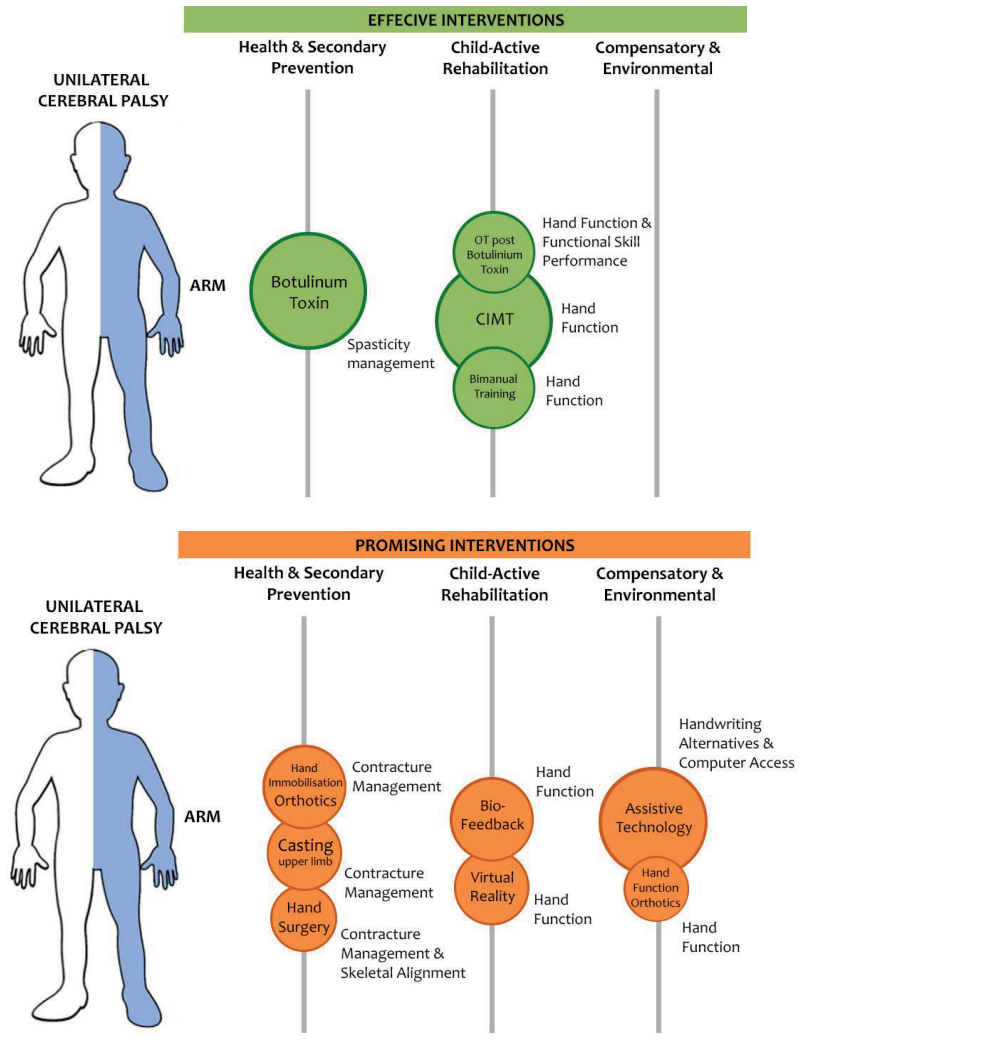 EFFECIVE INTERVENTIONS
Health & Secondary
Prevention
Child-Active
Rehabilitation
Compensatory &
Environmental
UNILATERAL
CEREBRAL PALSY
ARM
Botulinum
Toxin
Spasticity
management
OT post
Botulinium
Toxin
Hand Function &
Functional Skill
Performance
CIMT
Hand
Function
Bimanual
Training
Hand
Function
PROMISING INTERVENTIONS
Health & Secondary
Prevention
Child-Active
Rehabilitation
Compensatory &
Environmental
UNILATERAL
CEREBRAL PALSY
ARM
Hand
Immobilisation
Orthotics
Contracture
Management
Casting
upper limb
Contracture
Management
Hand
Surgery
Contracture
Management &
Skeletal Alignment
Bio-
Feedback
Hand
Function
Virtual
Reality
Hand
Function
Handwriting
Alternatives &
Computer Access
Assistive
Technology
Hand
Function
Orthotics
Hand
Function